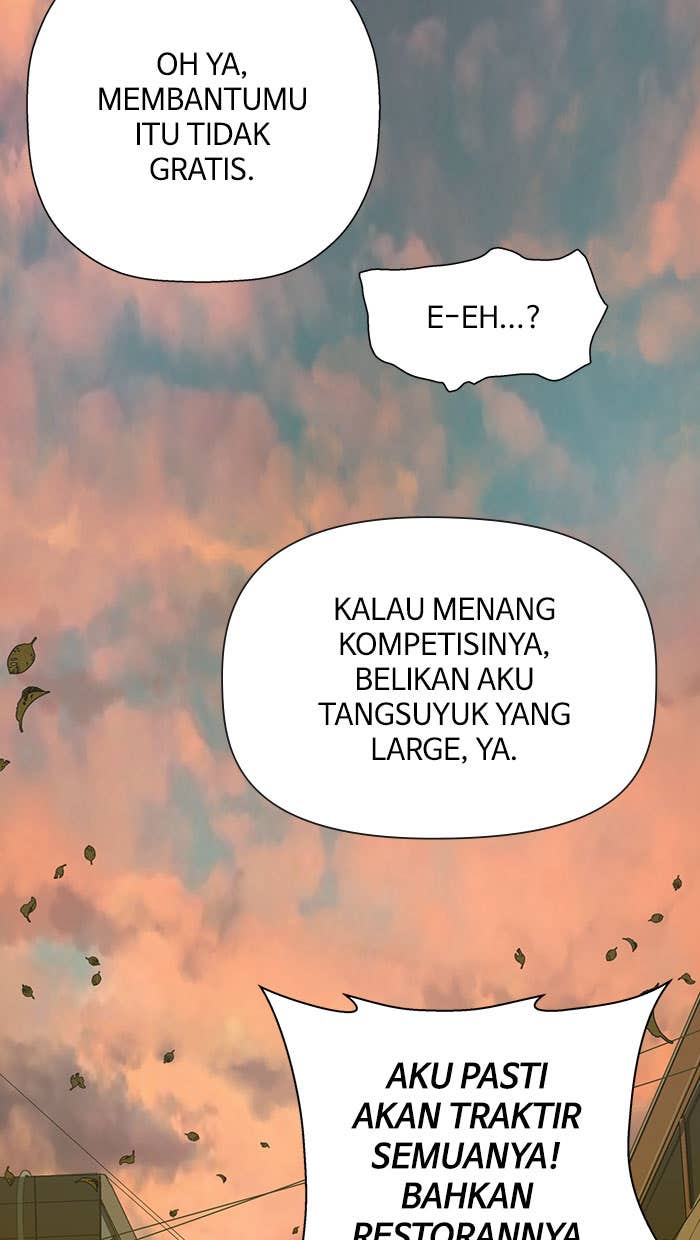 OH YA,
MEMBANTUMU
ITU TIDAK
GRATIS.
E-EH...?
KALAU MENANG
KOMPETISINYA,
BELIKAN AKU
TANGSUYUK YANG
LARGE, YA.
AKU PASTI
AKAN TRAKTIR
SEMUANYA!
BAHKAN
RESTORANNYA